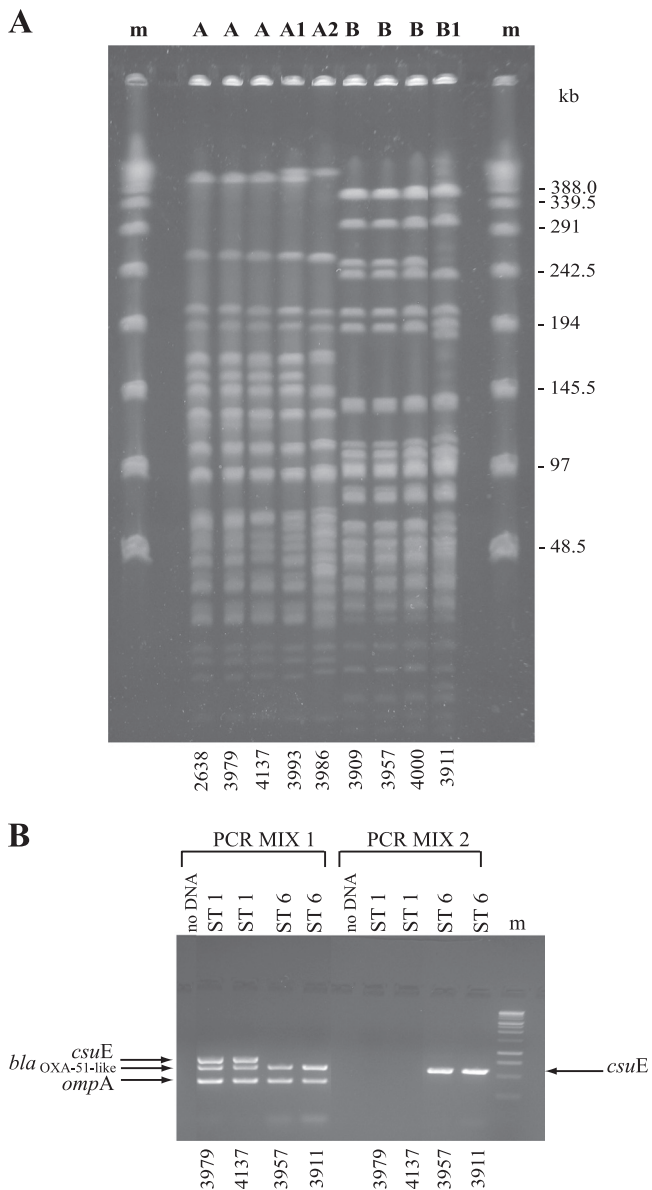 A
m A A A A1 A2 B B B B1 m
kb
- 388.0
- 339.5
- 291
- 242.5
- 194
- 145.5
- 97
- 48.5
2638 3979 4137 3993 3986 3909 3957 4000 3911
B
PCR MIX 1 PCR MIX 2
no DNA ST 1 ST 1 ST 6 ST 6 no DNA ST 1 ST 1 ST 6 ST 6 m
csuE
bla OXA-51-like
ompA
csuE
3979 4137 3957 3911 3979 4137 3957 3911